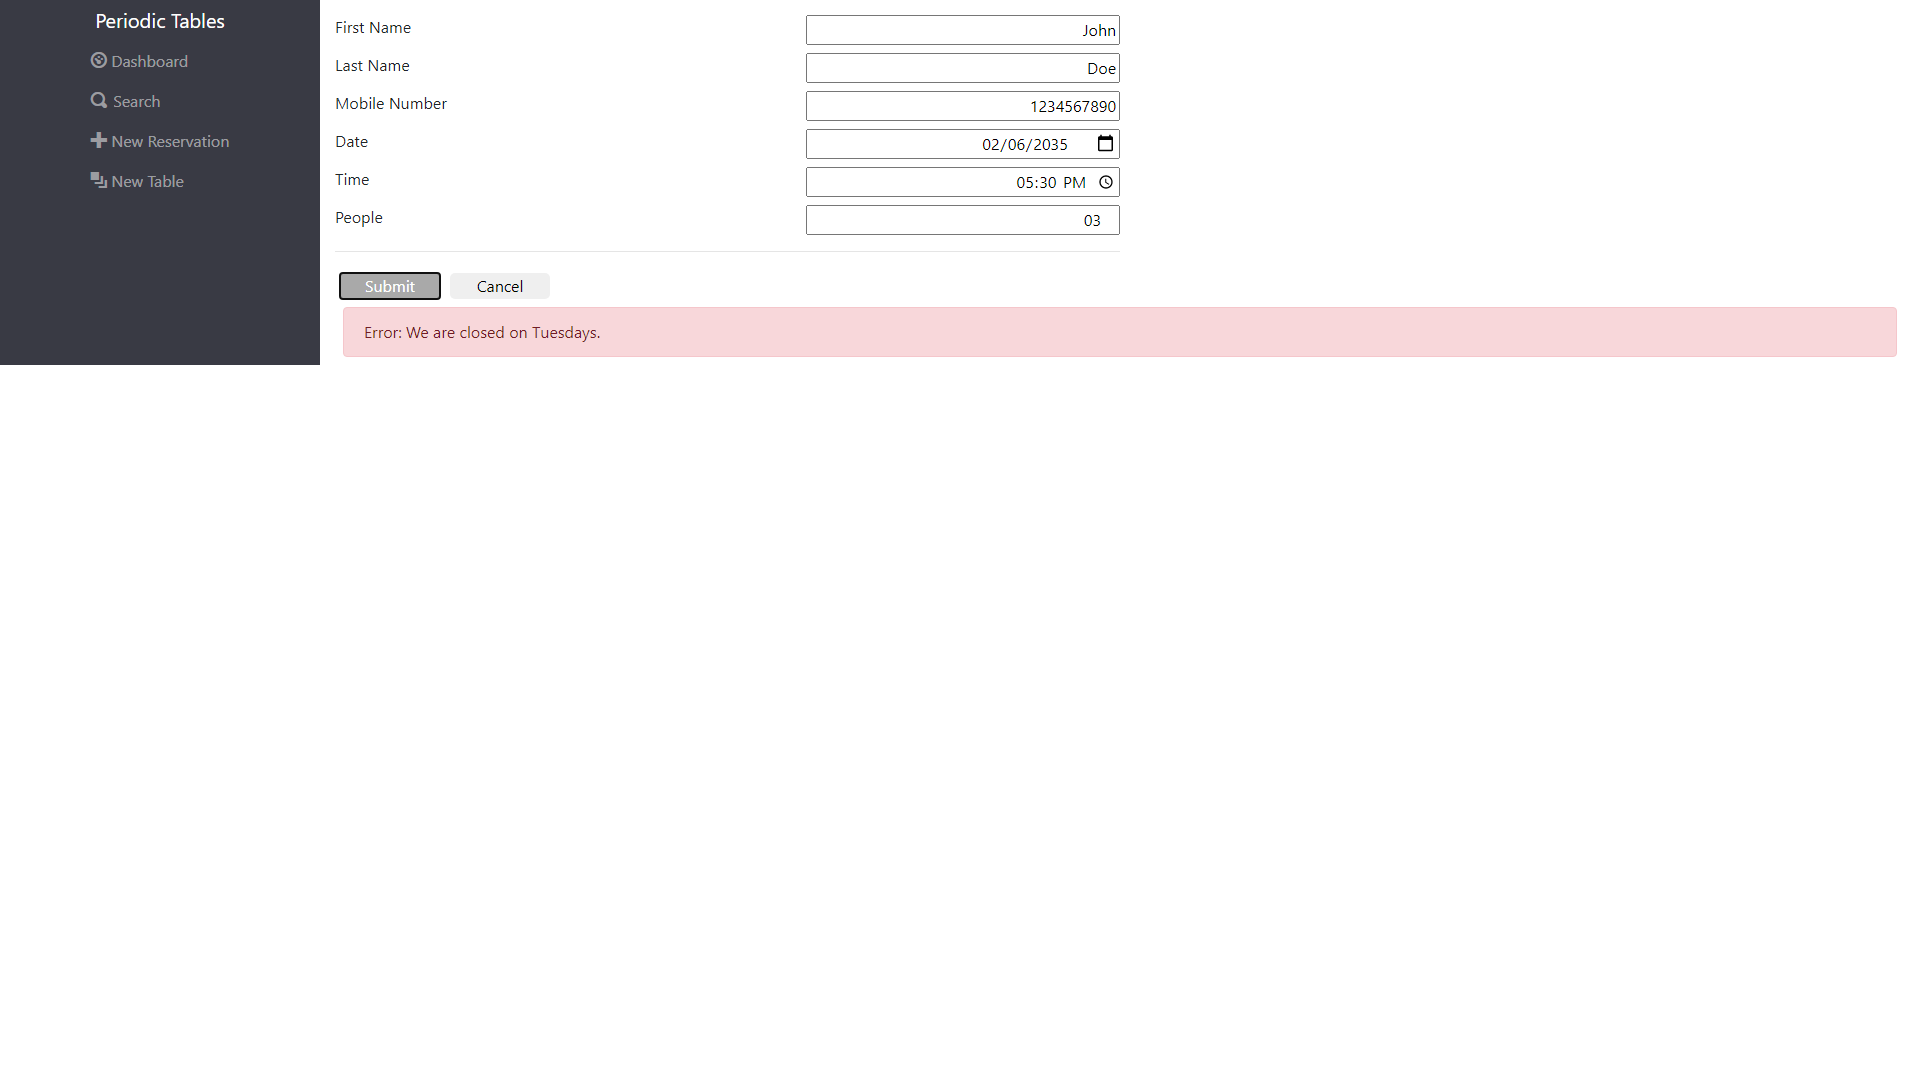 Periodic Tables
Dashboard
Search
New Reservation
New Table
First Name John
Last Name Doe
Mobile Number 1234567890
Date 02/06/2035
Time 05:30 PM
People 03
Submit Cancel
Error: We are closed on Tuesdays.